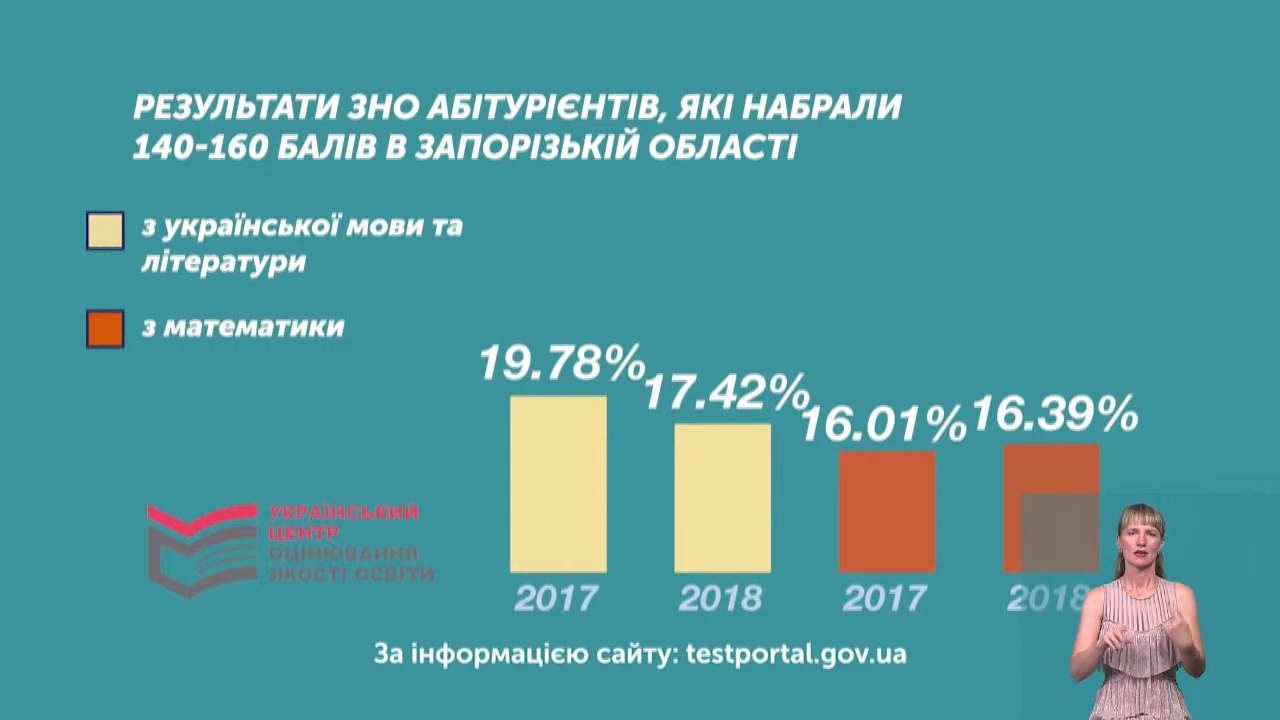 РЕЗУЛЬТАТИ ЗНО АБІТУРІЄНТІВ, ЯКІ НАБРАЛИ
140-160 БАЛІВ В ЗАПОРІЗЬКІЙ ОБЛАСТІ
з української мови та
літератури
з математики
19.78%
17.42%
16.01%
16.39%
УКРАЇНСЬКИЙ
ЦЕНТР
ОЦІНЮВАННЯ
ЯКОСТІ ОСВІТИ
2017
2018
2017
2018
За інформацією сайту: testportal.gov.ua